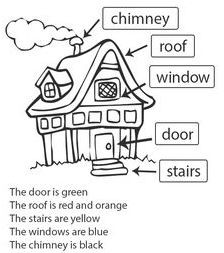 chimney
roof
window
door
stairs
The door is green
The roof is red and orange
The stairs are yellow
The windows are blue
The chimney is black